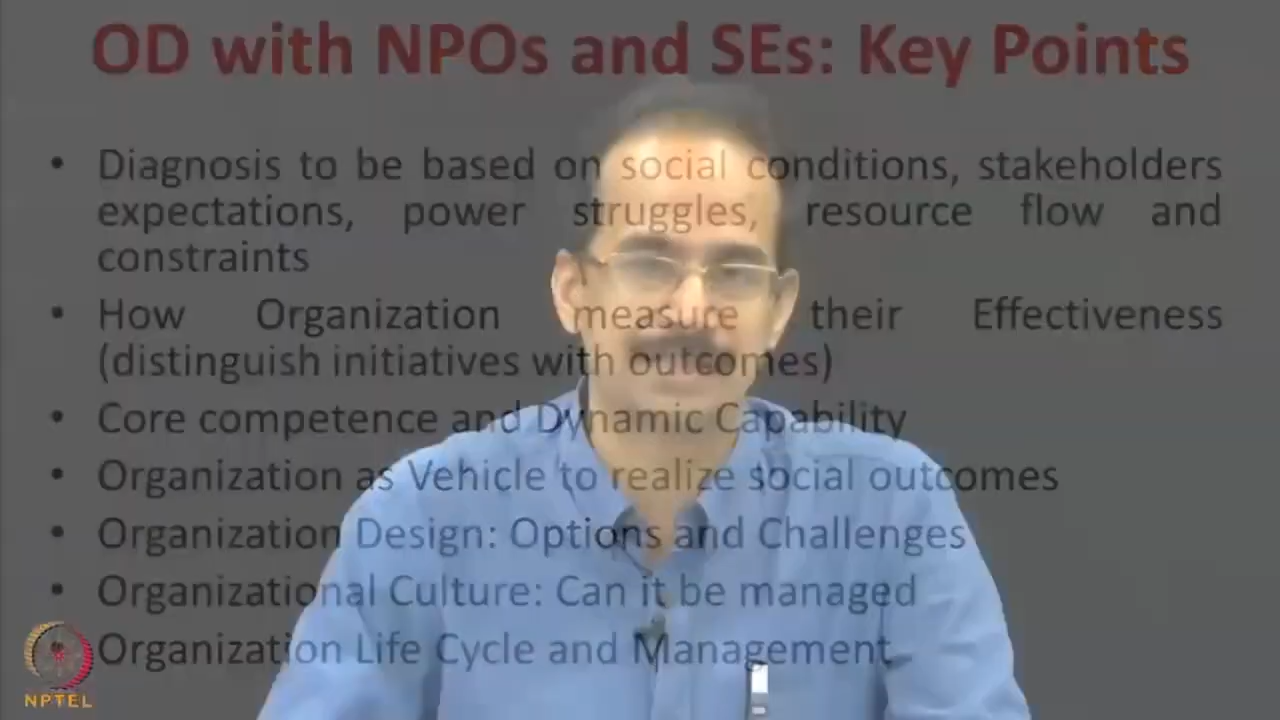 OD with NPOs and SEs: Key Points
• Diagnosis to be based on social conditions, stakeholders
expectations, power struggles, resource flow and
constraints
• How Organization measure their Effectiveness
(distinguish initiatives with outcomes)
• Core competence and Dynamic Capability
• Organization as Vehicle to realize social outcomes
• Organization Design: Options and Challenges
• Organizational Culture: Can it be managed
• Organization Life Cycle and Management
NPTEL